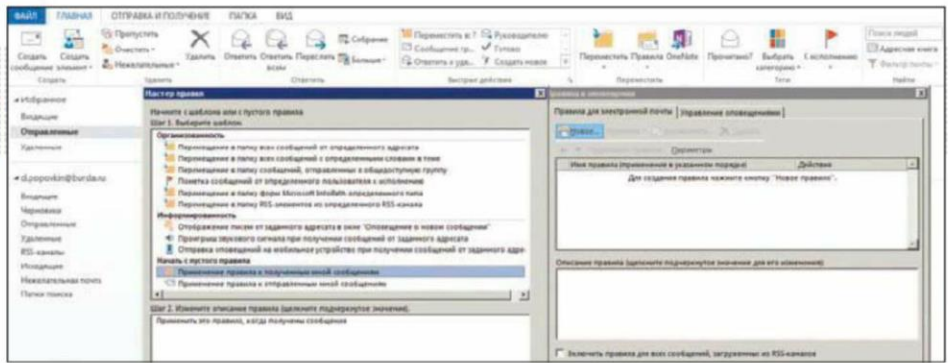 ФАЙЛ ГЛАВНАЯ ОТПРАВКА И ПОЛУЧЕНИЕ ПАПКА ВИД
Создать сообщение
Создать элемент
Пропустить
Очистить
Нежелательные
Удалить
Ответить
Ответить всем
Переслать
Собрание
Больше
Переместить в: ?
Руководителю
Сообщение гр...
Готово
Ответить и уда...
Создать новое
Переместить
Правила
OneNote
Прочитано?
Выбрать категорию
К исполнению
Поиск людей
Адресная книга
Фильтр почты
Создать
Удалить
Ответить
Быстрые действия
Переместить
Теги
Найти
Избранное
Входящие
Отправленные
Удаленные
d.popovkin@burda.ru
Входящие
Черновики
Отправленные
Удаленные
RSS-каналы
Исходящие
Нежелательная почта
Папки поиска
Мастер правил
Начните с шаблона или с пустого правила
Шаг 1. Выберите шаблон
Организованность
Перемещение в папку всех сообщений от определенного адресата
Перемещение в папку всех сообщений с определенными словами в теме
Перемещение в папку сообщений, отправленных в общедоступную группу
Пометка сообщений от определенного пользователя к исполнению
Перемещение в папку форм Microsoft InfoPath определенного типа
Перемещение в папку RSS-элементов из определенного RSS-канала
Информированность
Отображение писем от заданного адресата в окне "Оповещение о новом сообщении"
Проигрыш звукового сигнала при получении сообщений от заданного адресата
Отправка оповещений на мобильное устройство при получении сообщений от заданного адре
Начать с пустого правила
Применение правила к полученным мной сообщениям
Применение правила к отправленным мной сообщениям
Шаг 2. Измените описание правила (щелкните подчеркнутое значение).
Применить это правило, когда получены сообщения
Правила и оповещения
Правила для электронной почты Управление оповещениями
Новое...
Удалить
Параметры
Имя правила (применение в указанном порядке) Действия
Для создания правила нажмите кнопку "Новое правило".
Описание правила (щелкните подчеркнутое значение для его изменения)
Включить правила для всех сообщений, загруженных из RSS-каналов